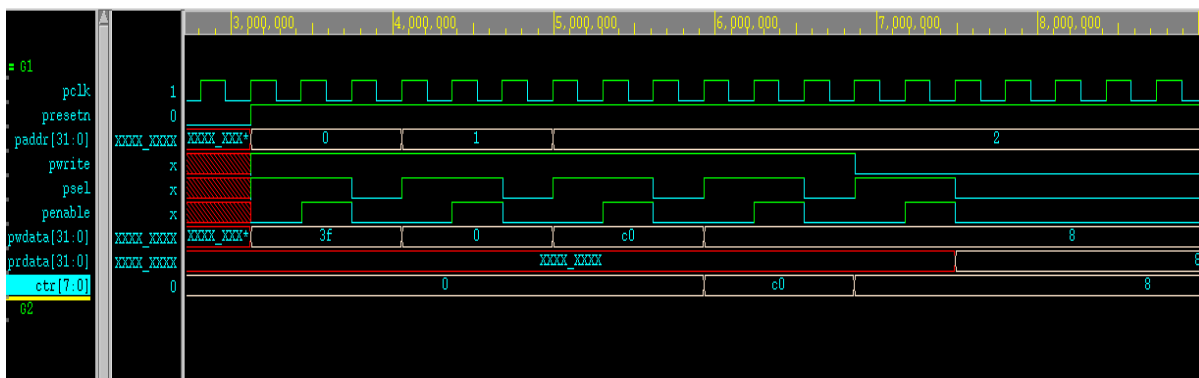 3,000,000 4,000,000 5,000,000 6,000,000 7,000,000 8,000,000
= G1
pclk 1
presetn 0
paddr[31:0] XXXX_XXXX XXXX_XXX* 0 1 2
pwrite x
psel x
penable x
pwdata[31:0] XXXX_XXXX XXXX_XXX* 3f 0 c0 8
prdata[31:0] XXXX_XXXX XXXX_XXXX 8
ctr[7:0] 0 0 c0 8
G2